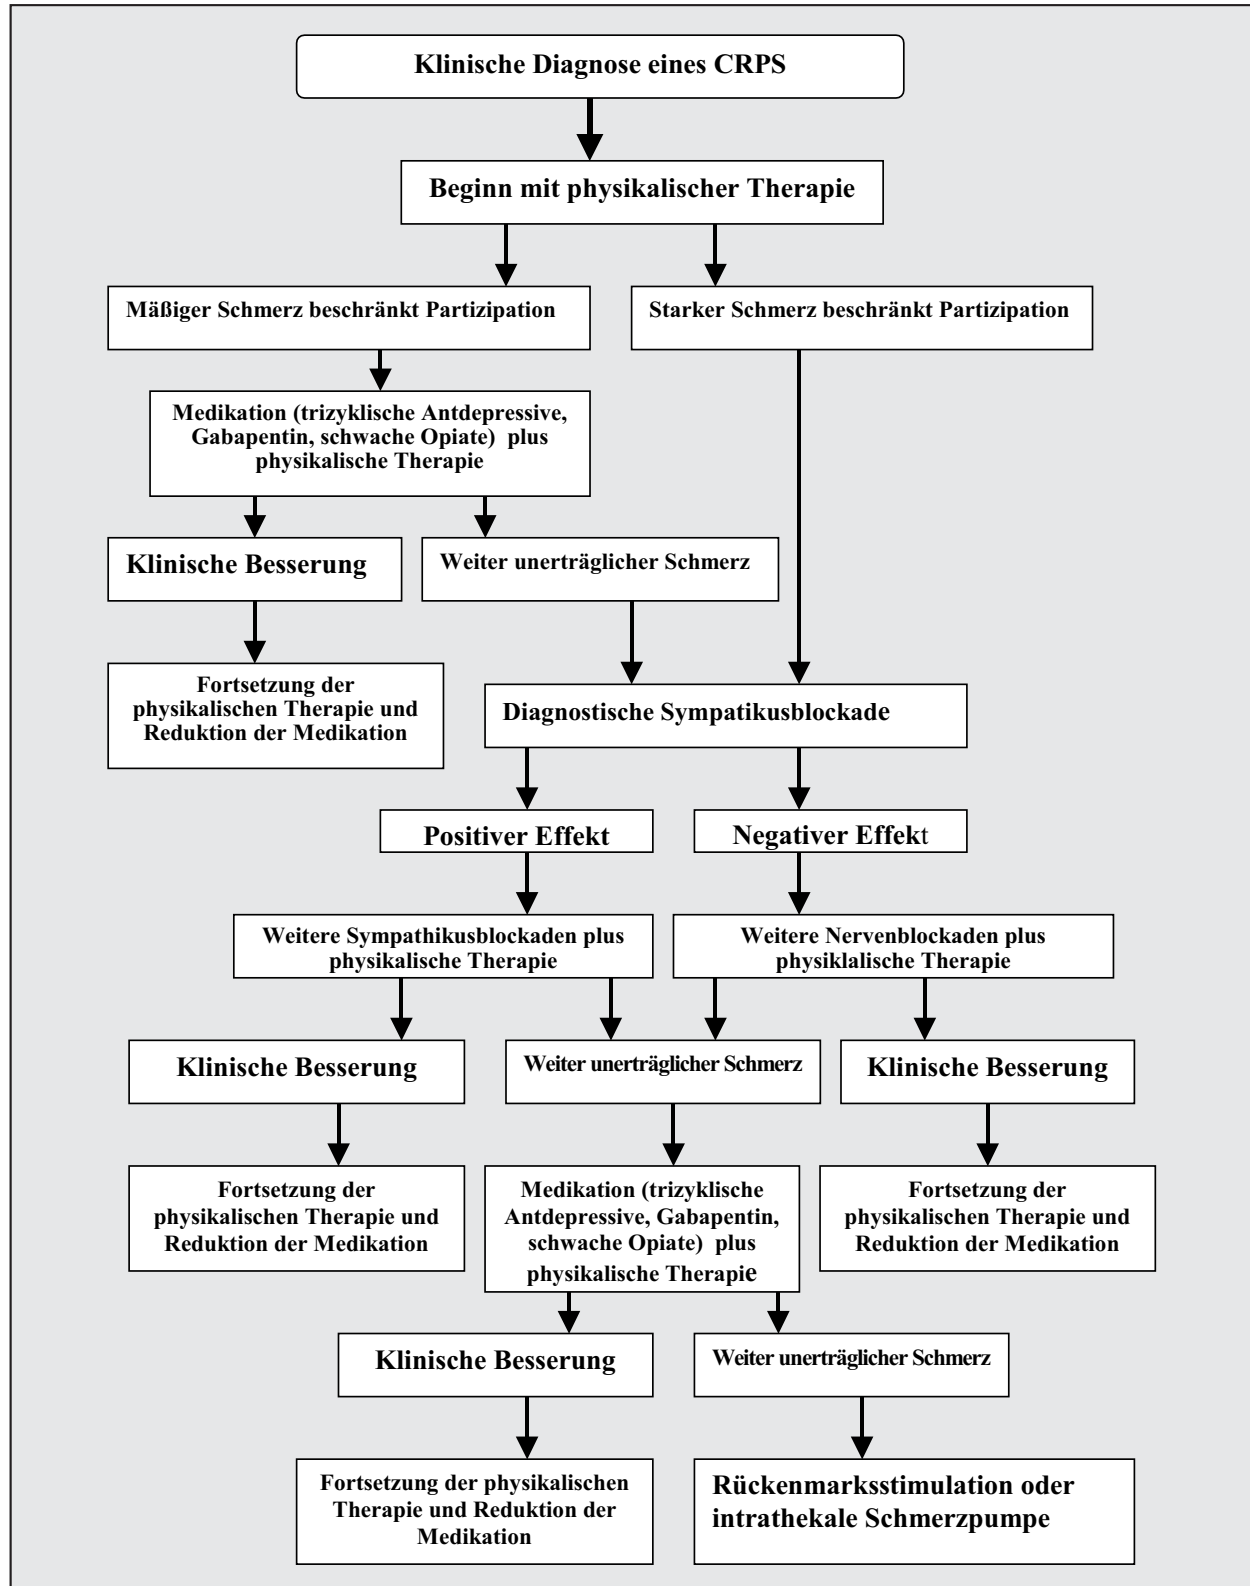 Klinische Diagnose eines CRPS
Beginn mit physikalischer Therapie
Mäßiger Schmerz beschränkt Partizipation
Starker Schmerz beschränkt Partizipation
Medikation (trizyklische Antdepressive,
Gabapentin, schwache Opiate) plus
physikalische Therapie
Klinische Besserung
Weiter unerträglicher Schmerz
Fortsetzung der
physikalischen Therapie und
Reduktion der Medikation
Diagnostische Sympatikusblockade
Positiver Effekt
Negativer Effekt
Weitere Sympathikusblockaden plus
physikalische Therapie
Weitere Nervenblockaden plus
physiklalische Therapie
Klinische Besserung
Weiter unerträglicher Schmerz
Klinische Besserung
Fortsetzung der
physikalischen Therapie und
Reduktion der Medikation
Medikation (trizyklische
Antdepressive, Gabapentin,
schwache Opiate) plus
physikalische Therapie
Fortsetzung der
physikalischen Therapie und
Reduktion der Medikation
Klinische Besserung
Weiter unerträglicher Schmerz
Fortsetzung der physikalischen
Therapie und Reduktion der
Medikation
Rückenmarksstimulation oder
intrathekale Schmerzpumpe